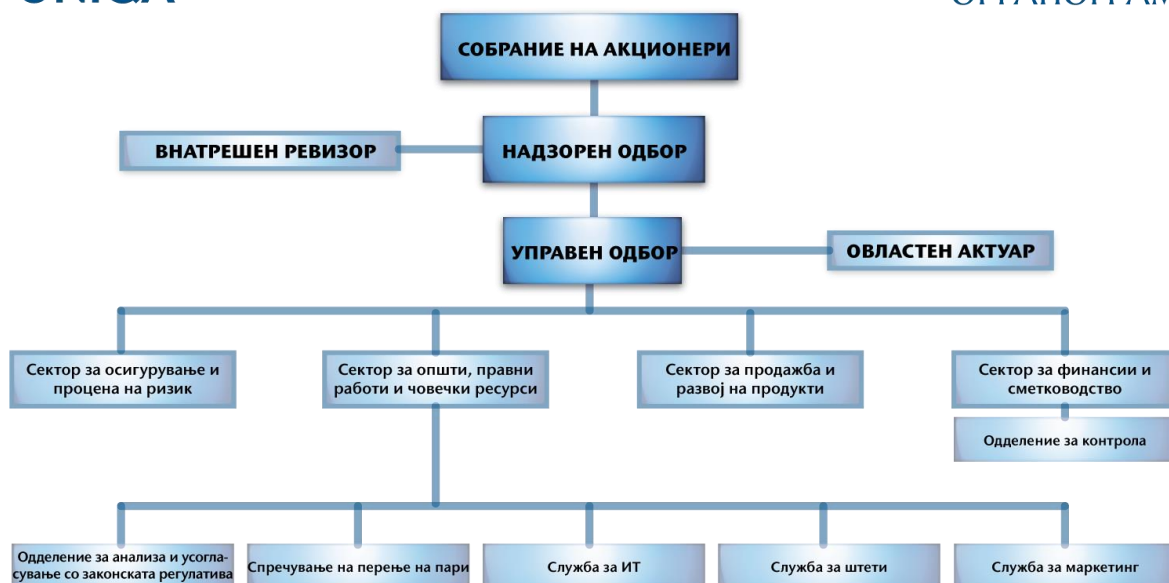 СОБРАНИЕ НА АКЦИОНЕРИ
ВНАТРЕШЕН РЕВИЗОР
НАДЗОРЕН ОДБОР
УПРАВЕН ОДБОР
ОВЛАСТЕН АКТУАР
Сектор за осигурување и
процена на ризик
Сектор за општи, правни
работи и човечки ресурси
Сектор за продажба и
развој на продукти
Сектор за финансии и
сметководство
Одделение за контрола
Одделение за анализа и усогла-
сување со законската регулатива
Спречување на перење на пари
Служба за ИТ
Служба за штети
Служба за маркетинг